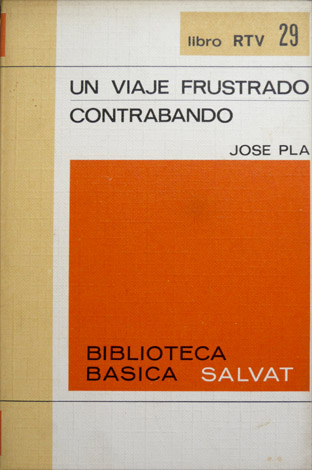 libro RTV 29
UN VIAJE FRUSTRADO
CONTRABANDO
JOSE PLA
BIBLIOTECA
BASICA SALVAT